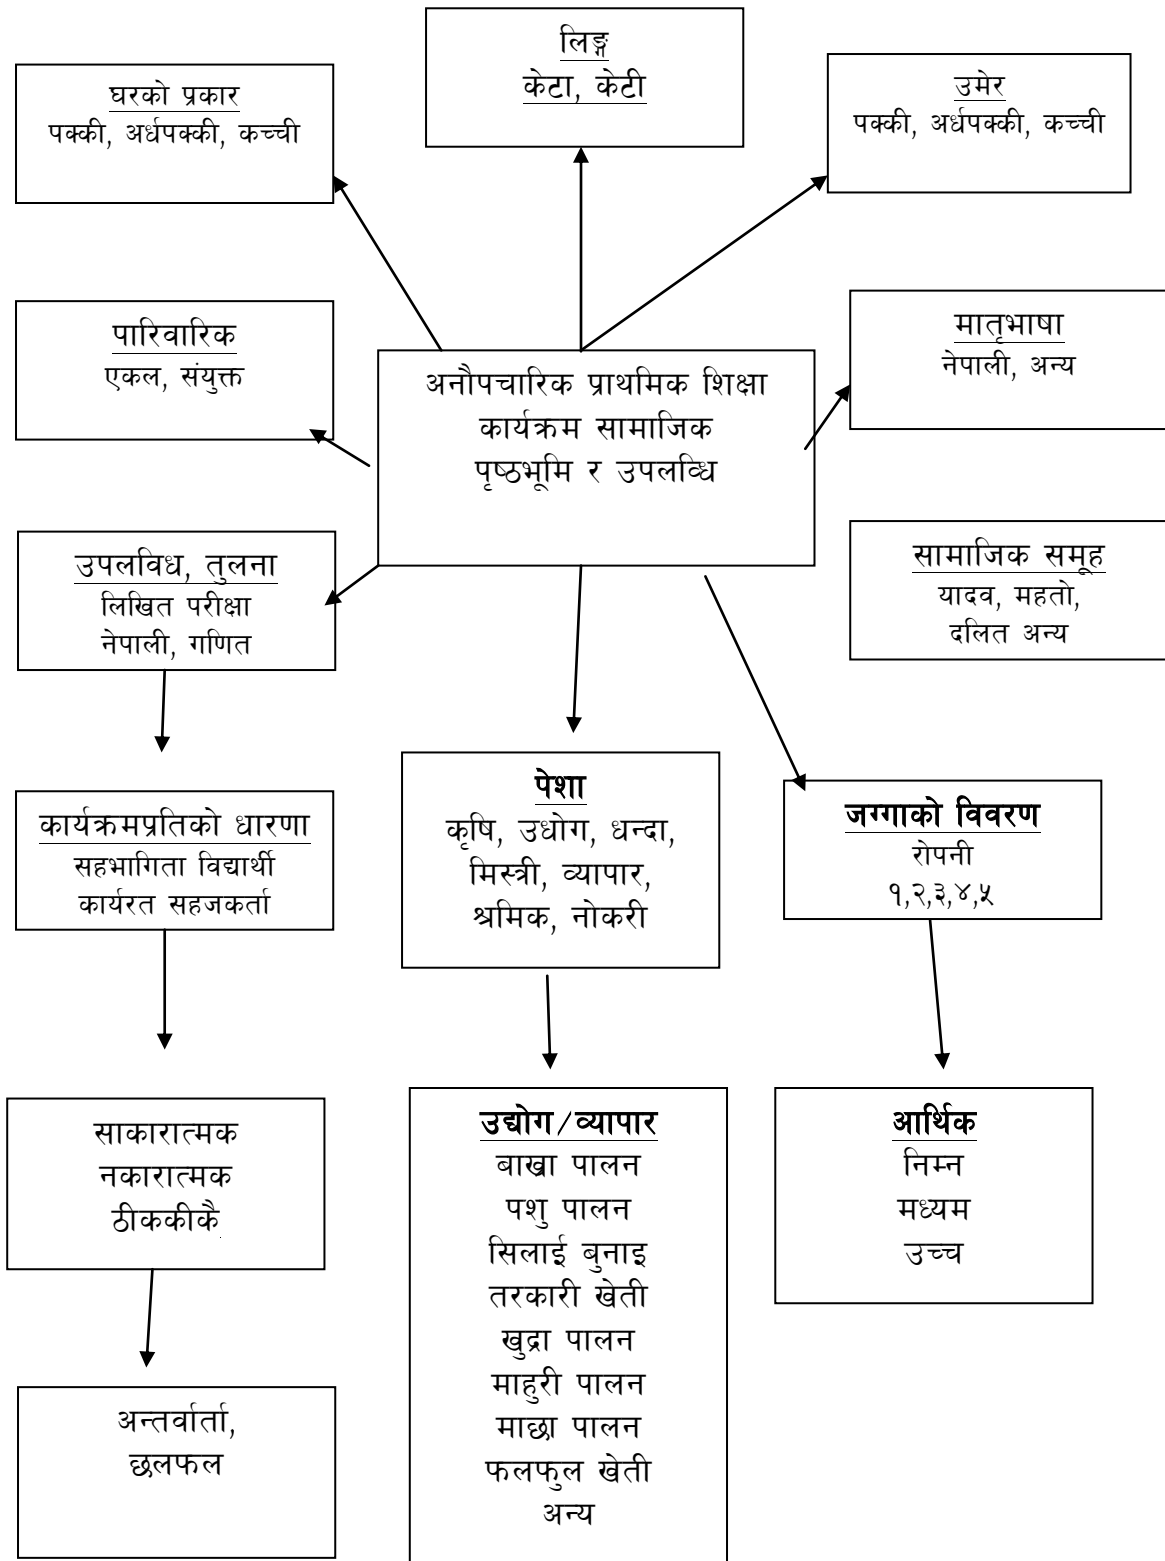 लिङ्ग
केटा, केटी
घरको प्रकार
पक्की, अर्धपक्की, कच्ची
उमेर
पक्की, अर्धपक्की, कच्ची
पारिवारिक
एकल, संयुक्त
अनौपचारिक प्राथमिक शिक्षा
कार्यक्रम सामाजिक
पृष्ठभूमि र उपलव्धि
मातृभाषा
नेपाली, अन्य
उपलविध, तुलना
लिखित परीक्षा
नेपाली, गणित
सामाजिक समूह
यादव, महतो,
दलित अन्य
कार्यक्रमप्रतिको धारणा
सहभागिता विद्यार्थी
कार्यरत सहजकर्ता
पेशा
कृषि, उधोग, धन्दा,
मिस्त्री, व्यापार,
श्रमिक, नोकरी
जग्गाको विवरण
रोपनी
१,२,३,४,५
साकारात्मक
नकारात्मक
ठीककीकै
उद्योग/व्यापार
बाख्रा पालन
पशु पालन
सिलाई बुनाइ
तरकारी खेती
खुद्रा पालन
माहुरी पालन
माछा पालन
फलफुल खेती
अन्य
आर्थिक
निम्न
मध्यम
उच्च
अन्तर्वार्ता,
छलफल